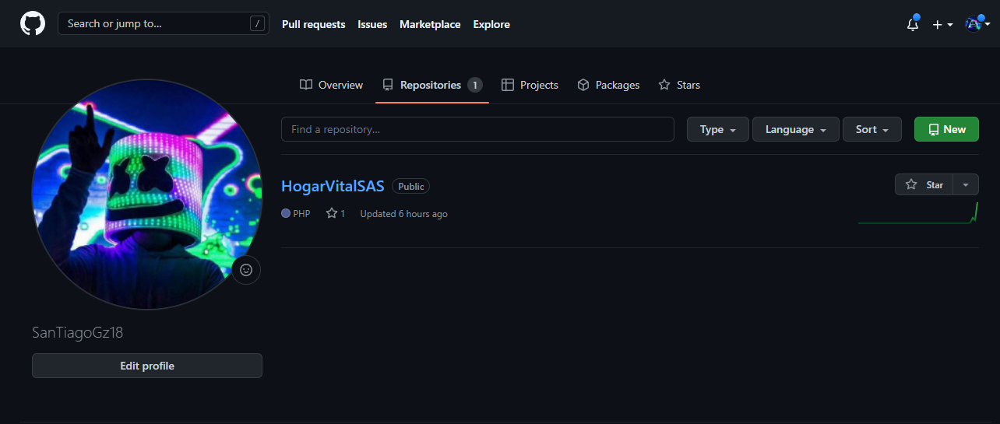 Search or jump to... /
Pull requests Issues Marketplace Explore
Overview Repositories 1 Projects Packages Stars
Find a repository... Type Language Sort New
HogarVitalSAS Public Star
PHP 1 Updated 6 hours ago
SanTiagoGz18
Edit profile